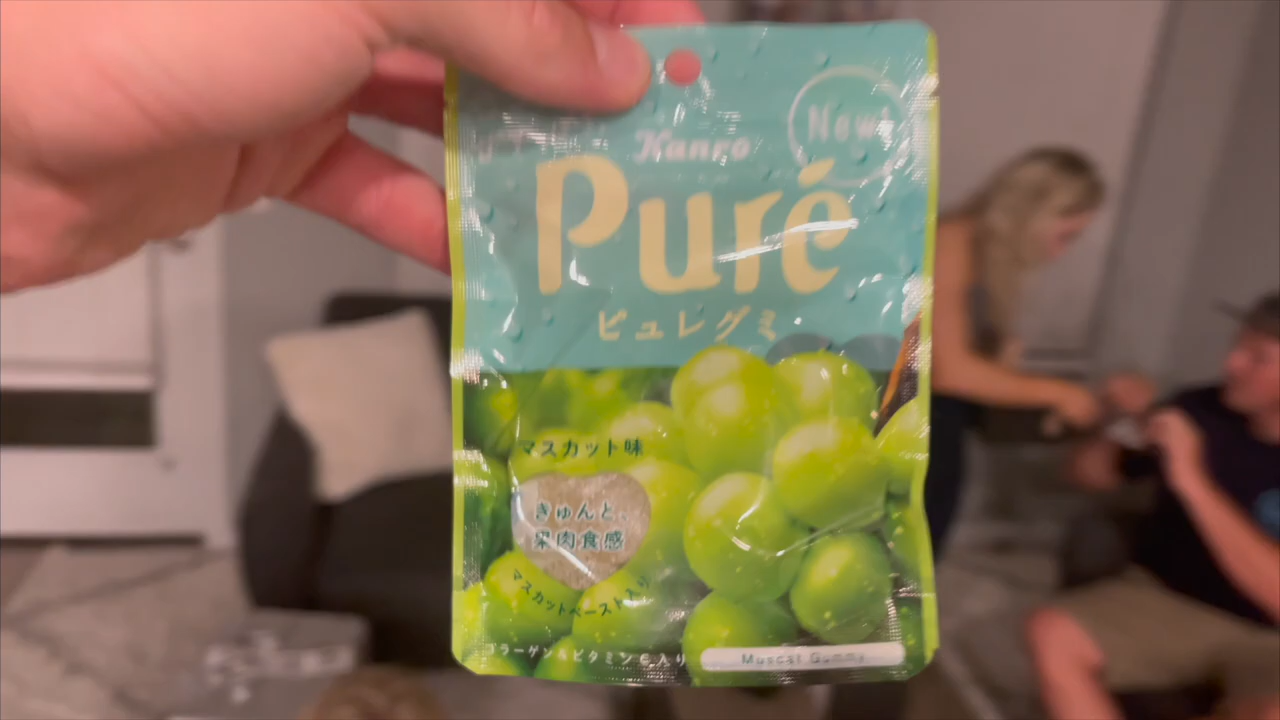 New!
Kanro
Puré
ピュレグミ
マスカット味
きゅんと、
果肉食感
マスカットペースト入り
コラーゲン&ビタミンC入り
Muscat Gummy